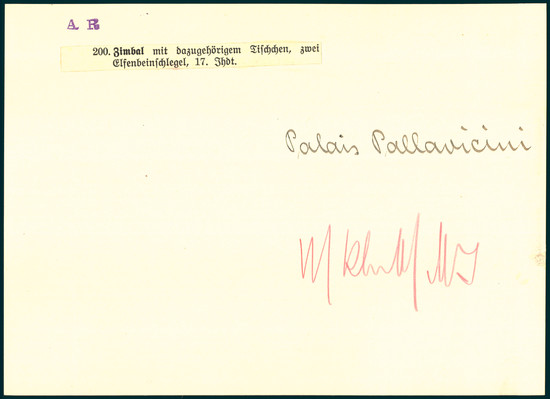 A R
200. Zimbal mit dazugehörigem Tischchen, zwei
Elfenbeinschlegel, 17. Jhdt.
Palais Pallavicini